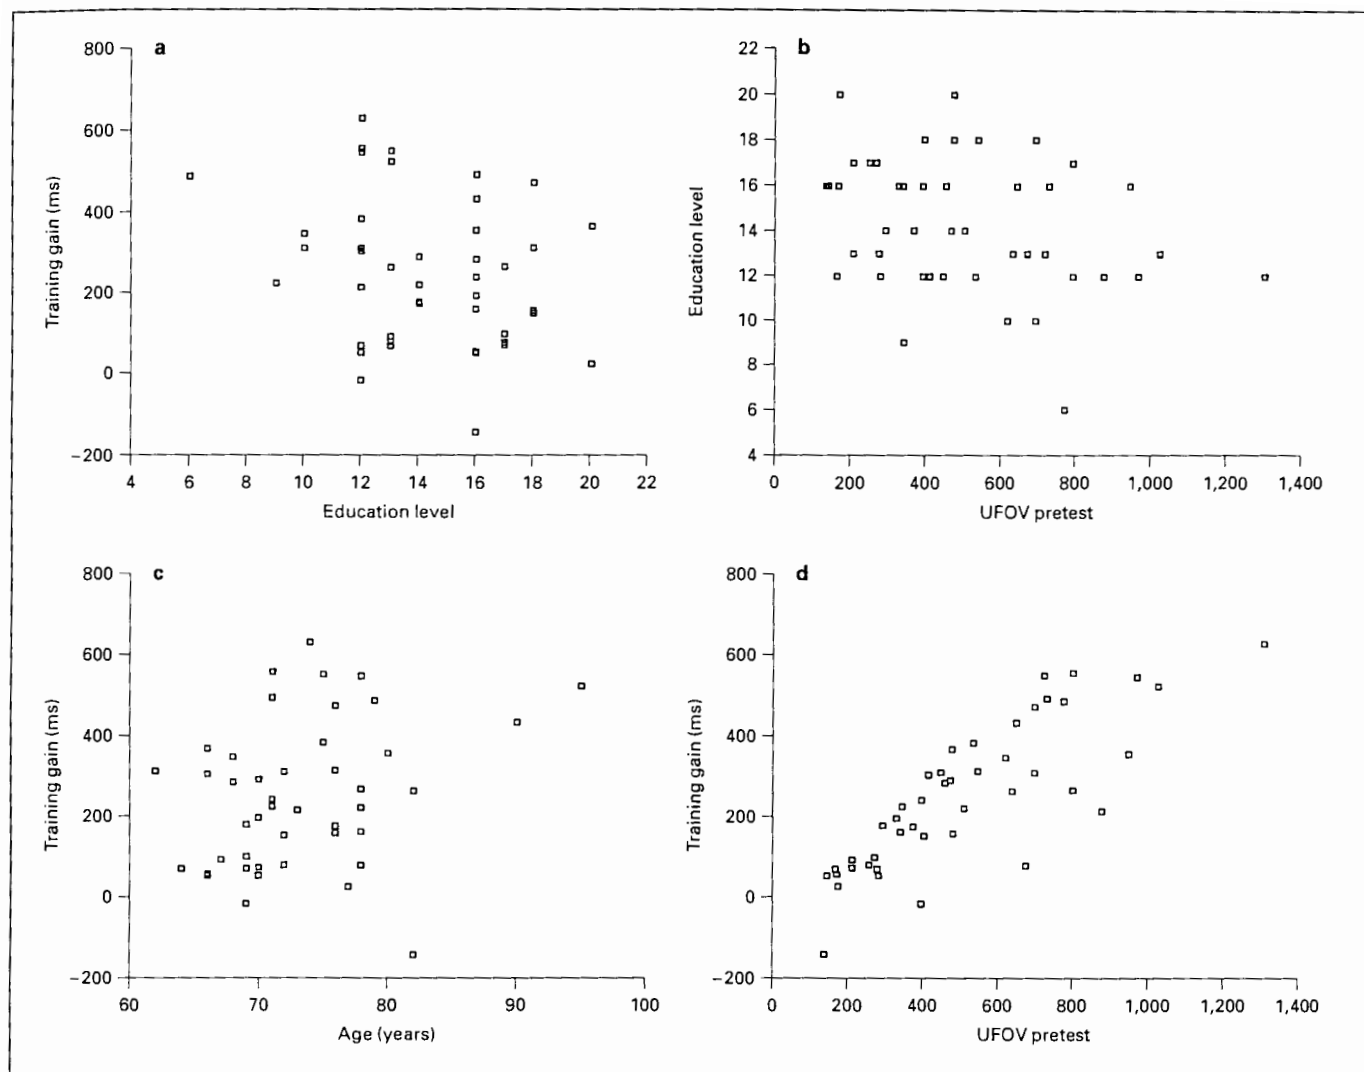 a
800
600
400
200
0
−200
Training gain (ms)
4 6 8 10 12 14 16 18 20 22
Education level
b
22
20
18
16
14
12
10
8
6
4
Education level
0 200 400 600 800 1,000 1,200 1,400
UFOV pretest
c
800
600
400
200
0
−200
Training gain (ms)
60 70 80 90 100
Age (years)
d
800
600
400
200
0
−200
Training gain (ms)
0 200 400 600 800 1,000 1,200 1,400
UFOV pretest